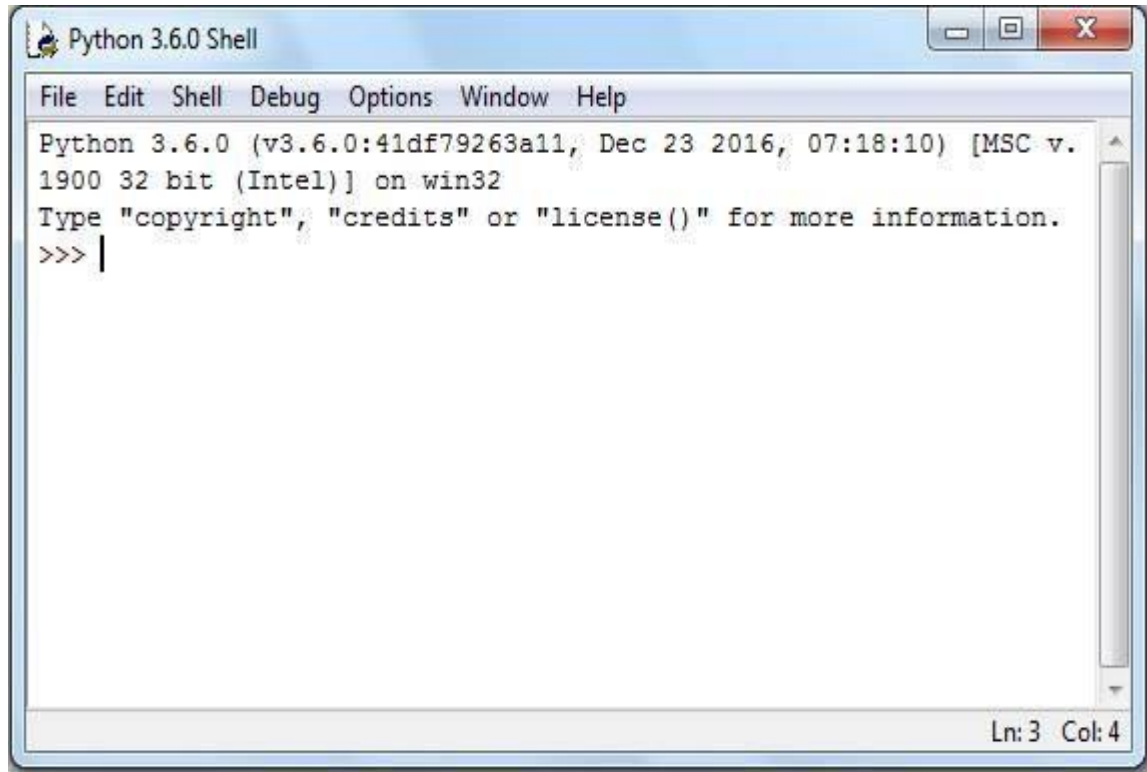 Python 3.6.0 Shell
File Edit Shell Debug Options Window Help
Python 3.6.0 (v3.6.0:41df79263a11, Dec 23 2016, 07:18:10) [MSC v.
1900 32 bit (Intel)] on win32
Type "copyright", "credits" or "license()" for more information.
>>>
Ln: 3 Col: 4